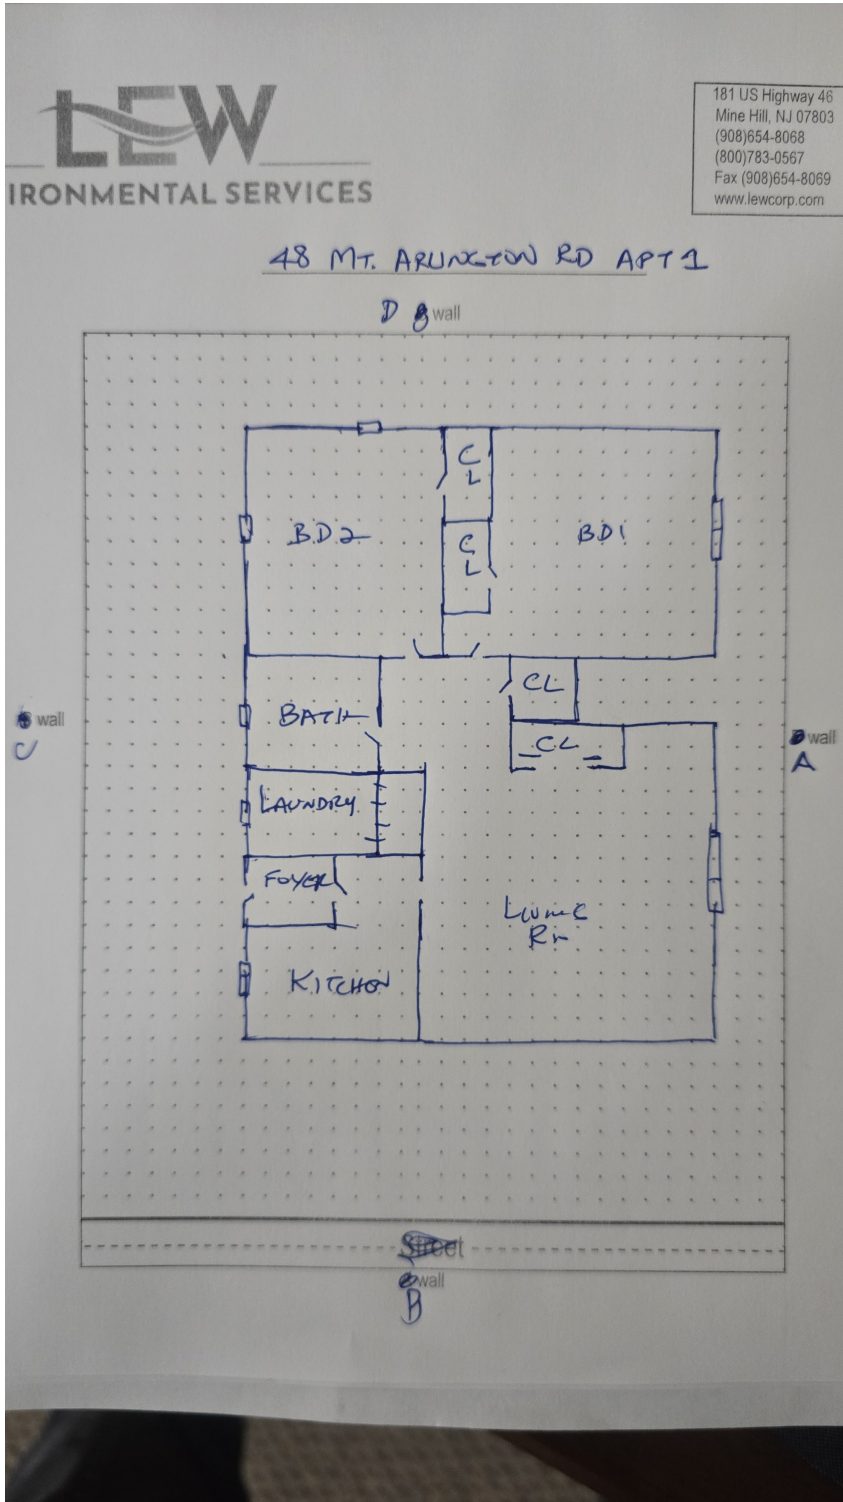 LEW
IRONMENTAL SERVICES
181 US Highway 46
Mine Hill, NJ 07803
(908)654-8068
(800)783-0567
Fax (908)654-8069
www.lewcorp.com
48 MT. ARLINGTON RD APT 1
D wall
CL
BD2
CL
BD1
CL
BATH
wall
C
CL
wall
A
LAUNDRY
FOYER
LIVING
Rm
KITCHEN
Street
wall
B